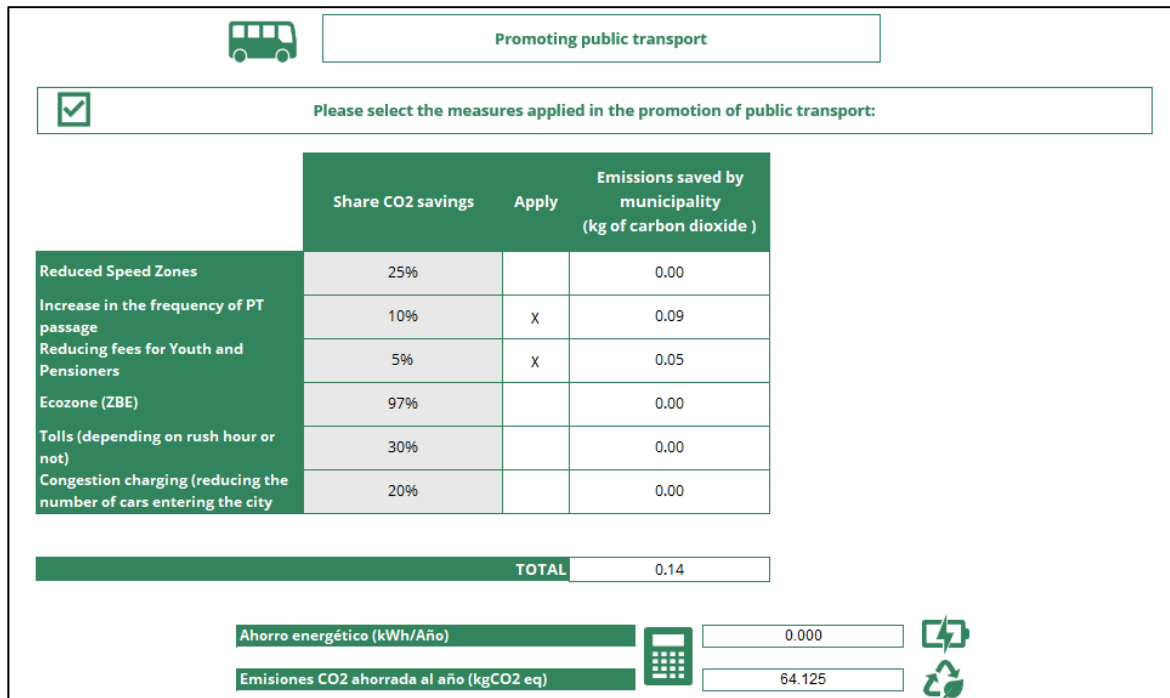 Promoting public transport
Please select the measures applied in the promotion of public transport:
Share CO2 savings
Apply
Emissions saved by
municipality
(kg of carbon dioxide )
Reduced Speed Zones 25% 0.00
Increase in the frequency of PT
passage 10% X 0.09
Reducing fees for Youth and
Pensioners 5% X 0.05
Ecozone (ZBE) 97% 0.00
Tolls (depending on rush hour or
not) 30% 0.00
Congestion charging (reducing the
number of cars entering the city 20% 0.00
TOTAL 0.14
Ahorro energético (kWh/Año) 0.000
Emisiones CO2 ahorrada al año (kgCO2 eq) 64.125